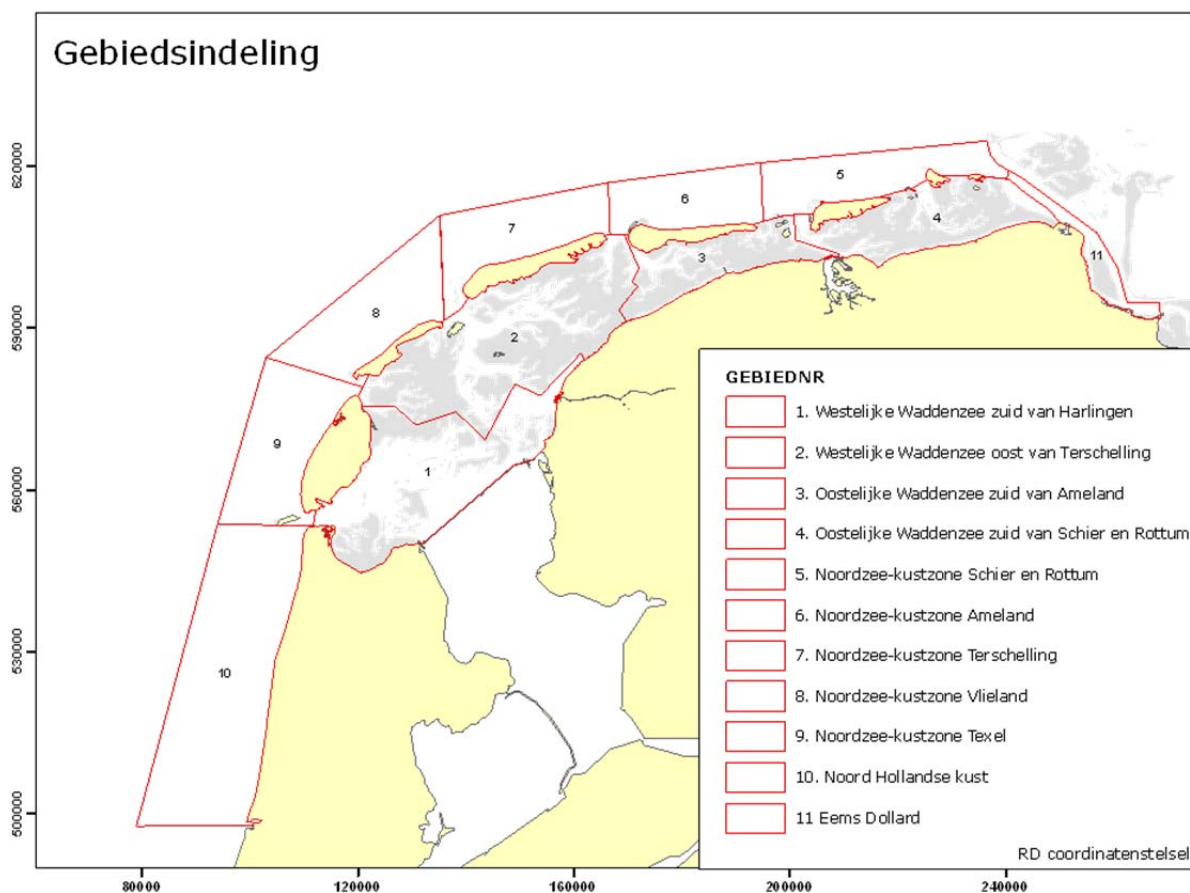 Gebiedsindeling
620000
590000
560000
530000
500000
5
6
4
7
11
3
8
2
9
1
10
GEBIEDNR
1. Westelijke Waddenzee zuid van Harlingen
2. Westelijke Waddenzee oost van Terschelling
3. Oostelijke Waddenzee zuid van Ameland
4. Oostelijke Waddenzee zuid van Schier en Rottum
5. Noordzee-kustzone Schier en Rottum
6. Noordzee-kustzone Ameland
7. Noordzee-kustzone Terschelling
8. Noordzee-kustzone Vlieland
9. Noordzee-kustzone Texel
10. Noord Hollandse kust
11 Eems Dollard
RD coordinatenstelsel
80000 120000 160000 200000 240000